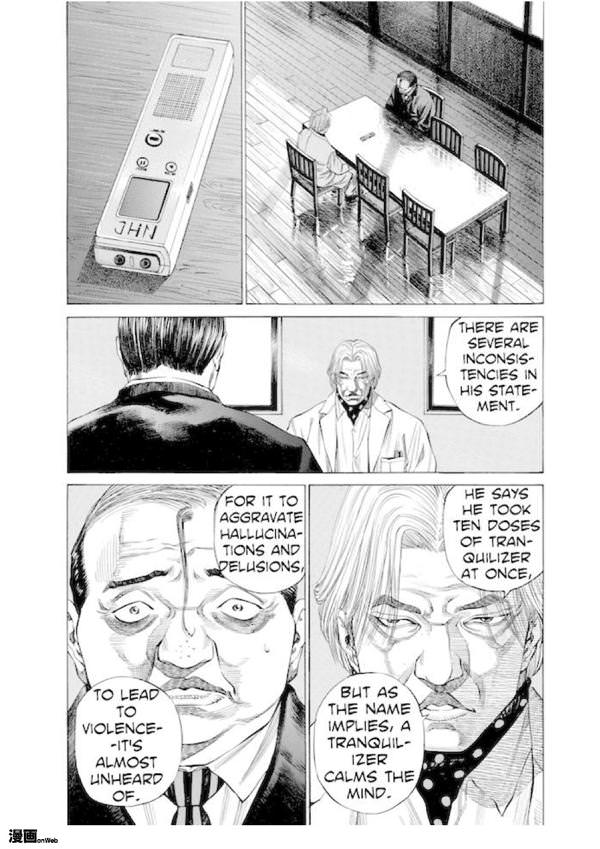 THERE ARE
SEVERAL
INCONSIS-
TENCIES IN
HIS STATE-
MENT.
HE SAYS
HE TOOK
TEN DOSES
OF TRAN-
QUILIZER
AT ONCE,
BUT AS
THE NAME
IMPLIES, A
TRANQUIL-
IZER
CALMS THE
MIND.
FOR IT TO
AGGRAVATE
HALLUCINA-
TIONS AND
DELUSIONS,
TO LEAD
TO
VIOLENCE-
-IT'S
ALMOST
UNHEARD
OF.
漫画onWeb